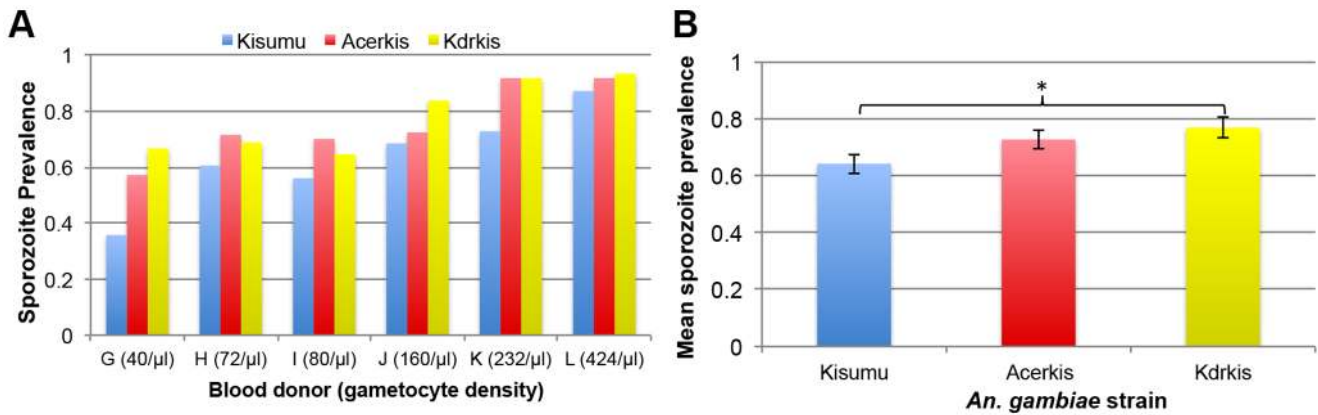 A
Kisumu Acerkis Kdrkis
Sporozoite Prevalence
1
0.8
0.6
0.4
0.2
0
G (40/µl) H (72/µl) I (80/µl) J (160/µl) K (232/µl) L (424/µl)
Blood donor (gametocyte density)
B
Mean sporozoite prevalence
1
0.8
0.6
0.4
0.2
0
*
Kisumu Acerkis Kdrkis
An. gambiae strain